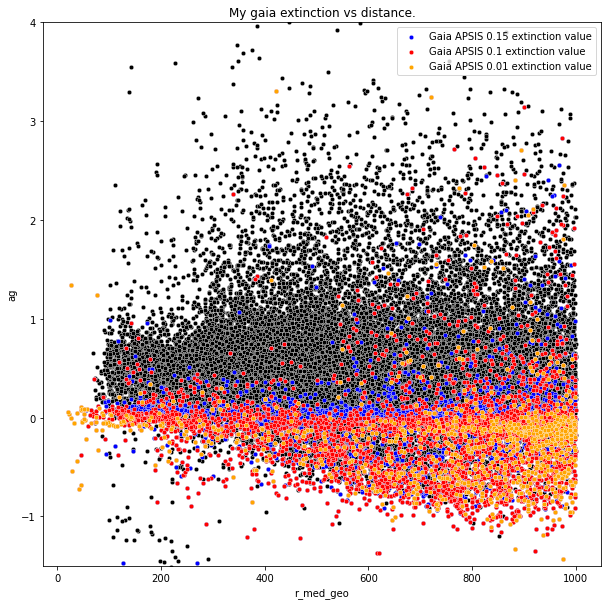 My gaia extinction vs distance.
Gaia APSIS 0.15 extinction value
Gaia APSIS 0.1 extinction value
Gaia APSIS 0.01 extinction value
4
3
2
1
0
−1
ag
0 200 400 600 800 1000
r_med_geo